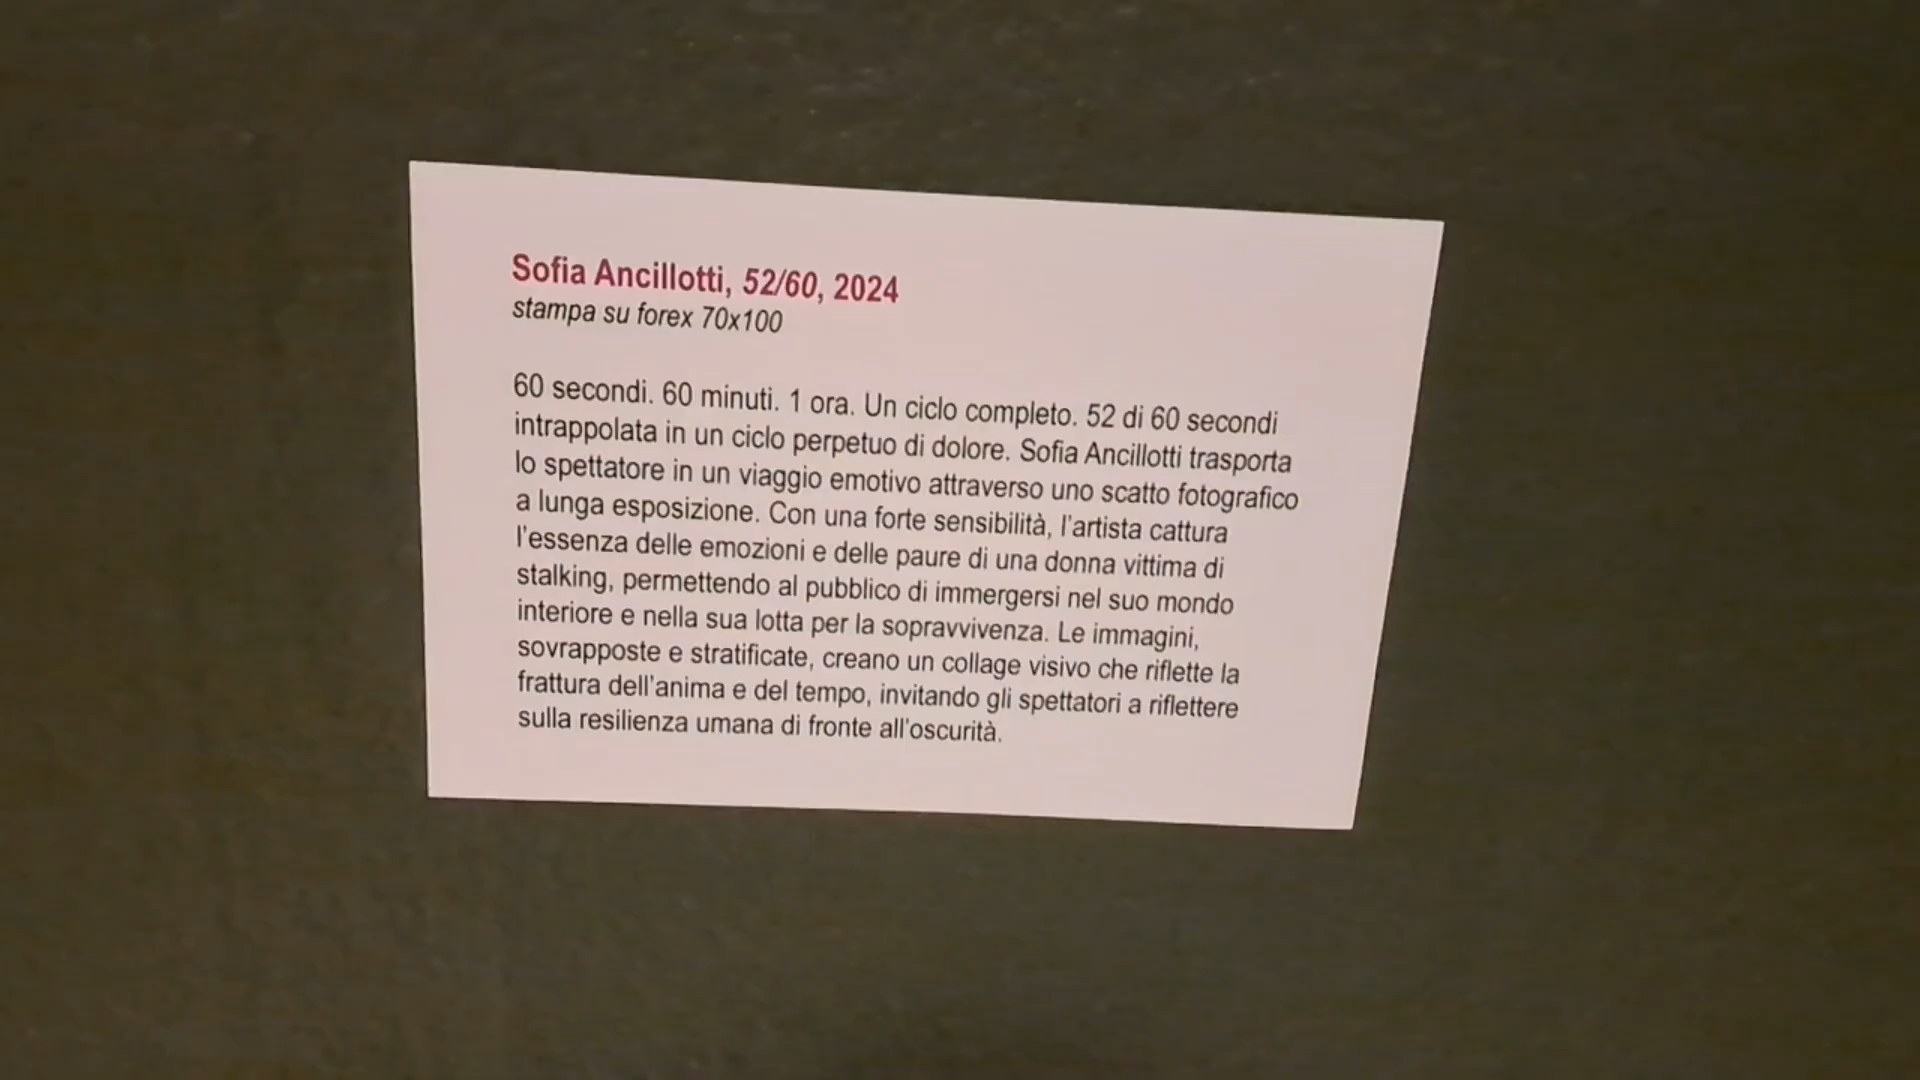 Sofia Ancillotti, 52/60, 2024
stampa su forex 70x100
60 secondi. 60 minuti. 1 ora. Un ciclo completo. 52 di 60 secondi
intrappolata in un ciclo perpetuo di dolore. Sofia Ancillotti trasporta
lo spettatore in un viaggio emotivo attraverso uno scatto fotografico
a lunga esposizione. Con una forte sensibilità, l'artista cattura
l'essenza delle emozioni e delle paure di una donna vittima di
stalking, permettendo al pubblico di immergersi nel suo mondo
interiore e nella sua lotta per la sopravvivenza. Le immagini,
sovrapposte e stratificate, creano un collage visivo che riflette la
frattura dell'anima e del tempo, invitando gli spettatori a riflettere
sulla resilienza umana di fronte all'oscurità.